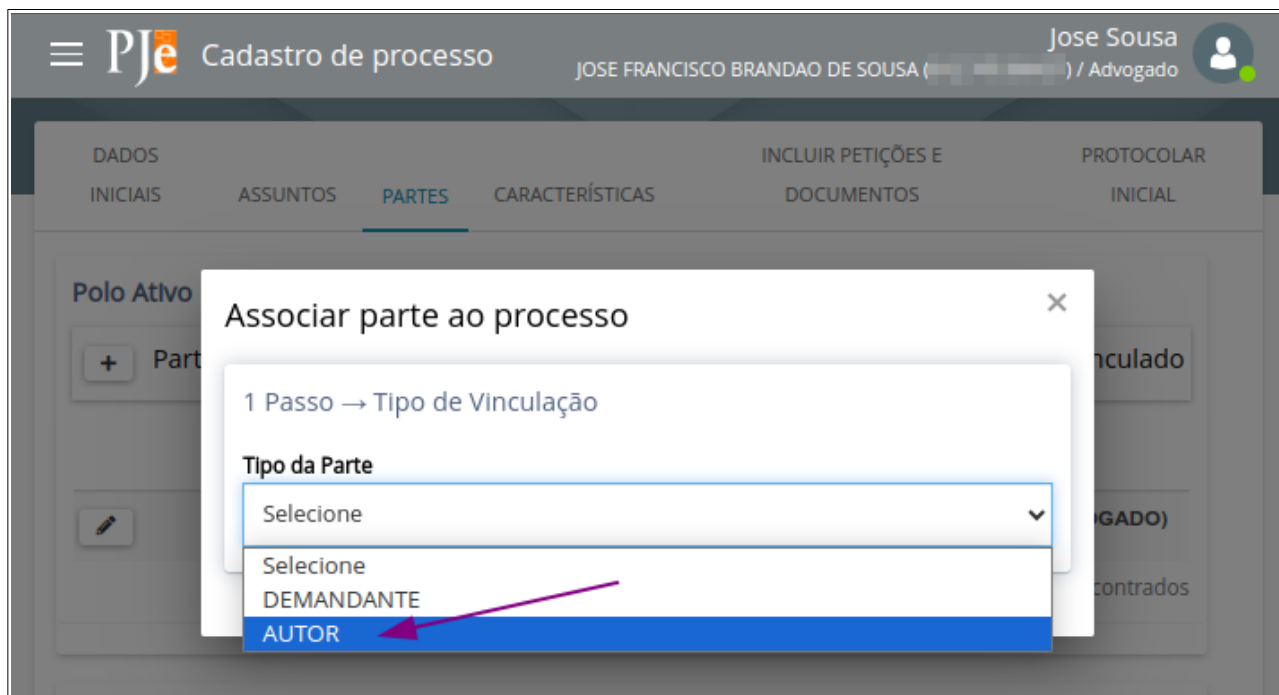 PJe Cadastro de processo
Jose Sousa
JOSE FRANCISCO BRANDAO DE SOUSA ( ) / Advogado
DADOS INICIAIS
ASSUNTOS
PARTES
CARACTERÍSTICAS
INCLUIR PETIÇÕES E DOCUMENTOS
PROTOCOLAR INICIAL
Polo Ativo
+ Part
nculado
Associar parte ao processo ×
1 Passo → Tipo de Vinculação
Tipo da Parte
Selecione
Selecione
DEMANDANTE
AUTOR
OGADO)
contrados